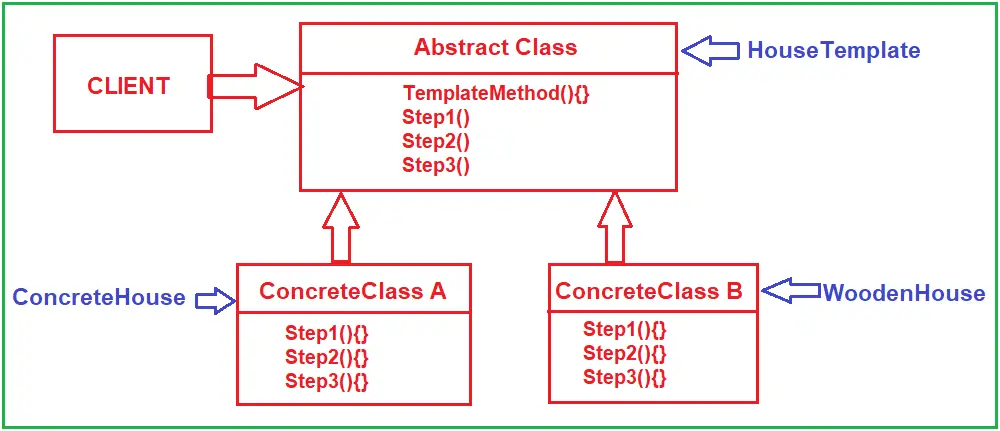 Abstract Class
HouseTemplate
CLIENT
TemplateMethod(){}
Step1()
Step2()
Step3()
ConcreteHouse
ConcreteClass A
Step1(){}
Step2(){}
Step3(){}
ConcreteClass B
WoodenHouse
Step1(){}
Step2(){}
Step3(){}